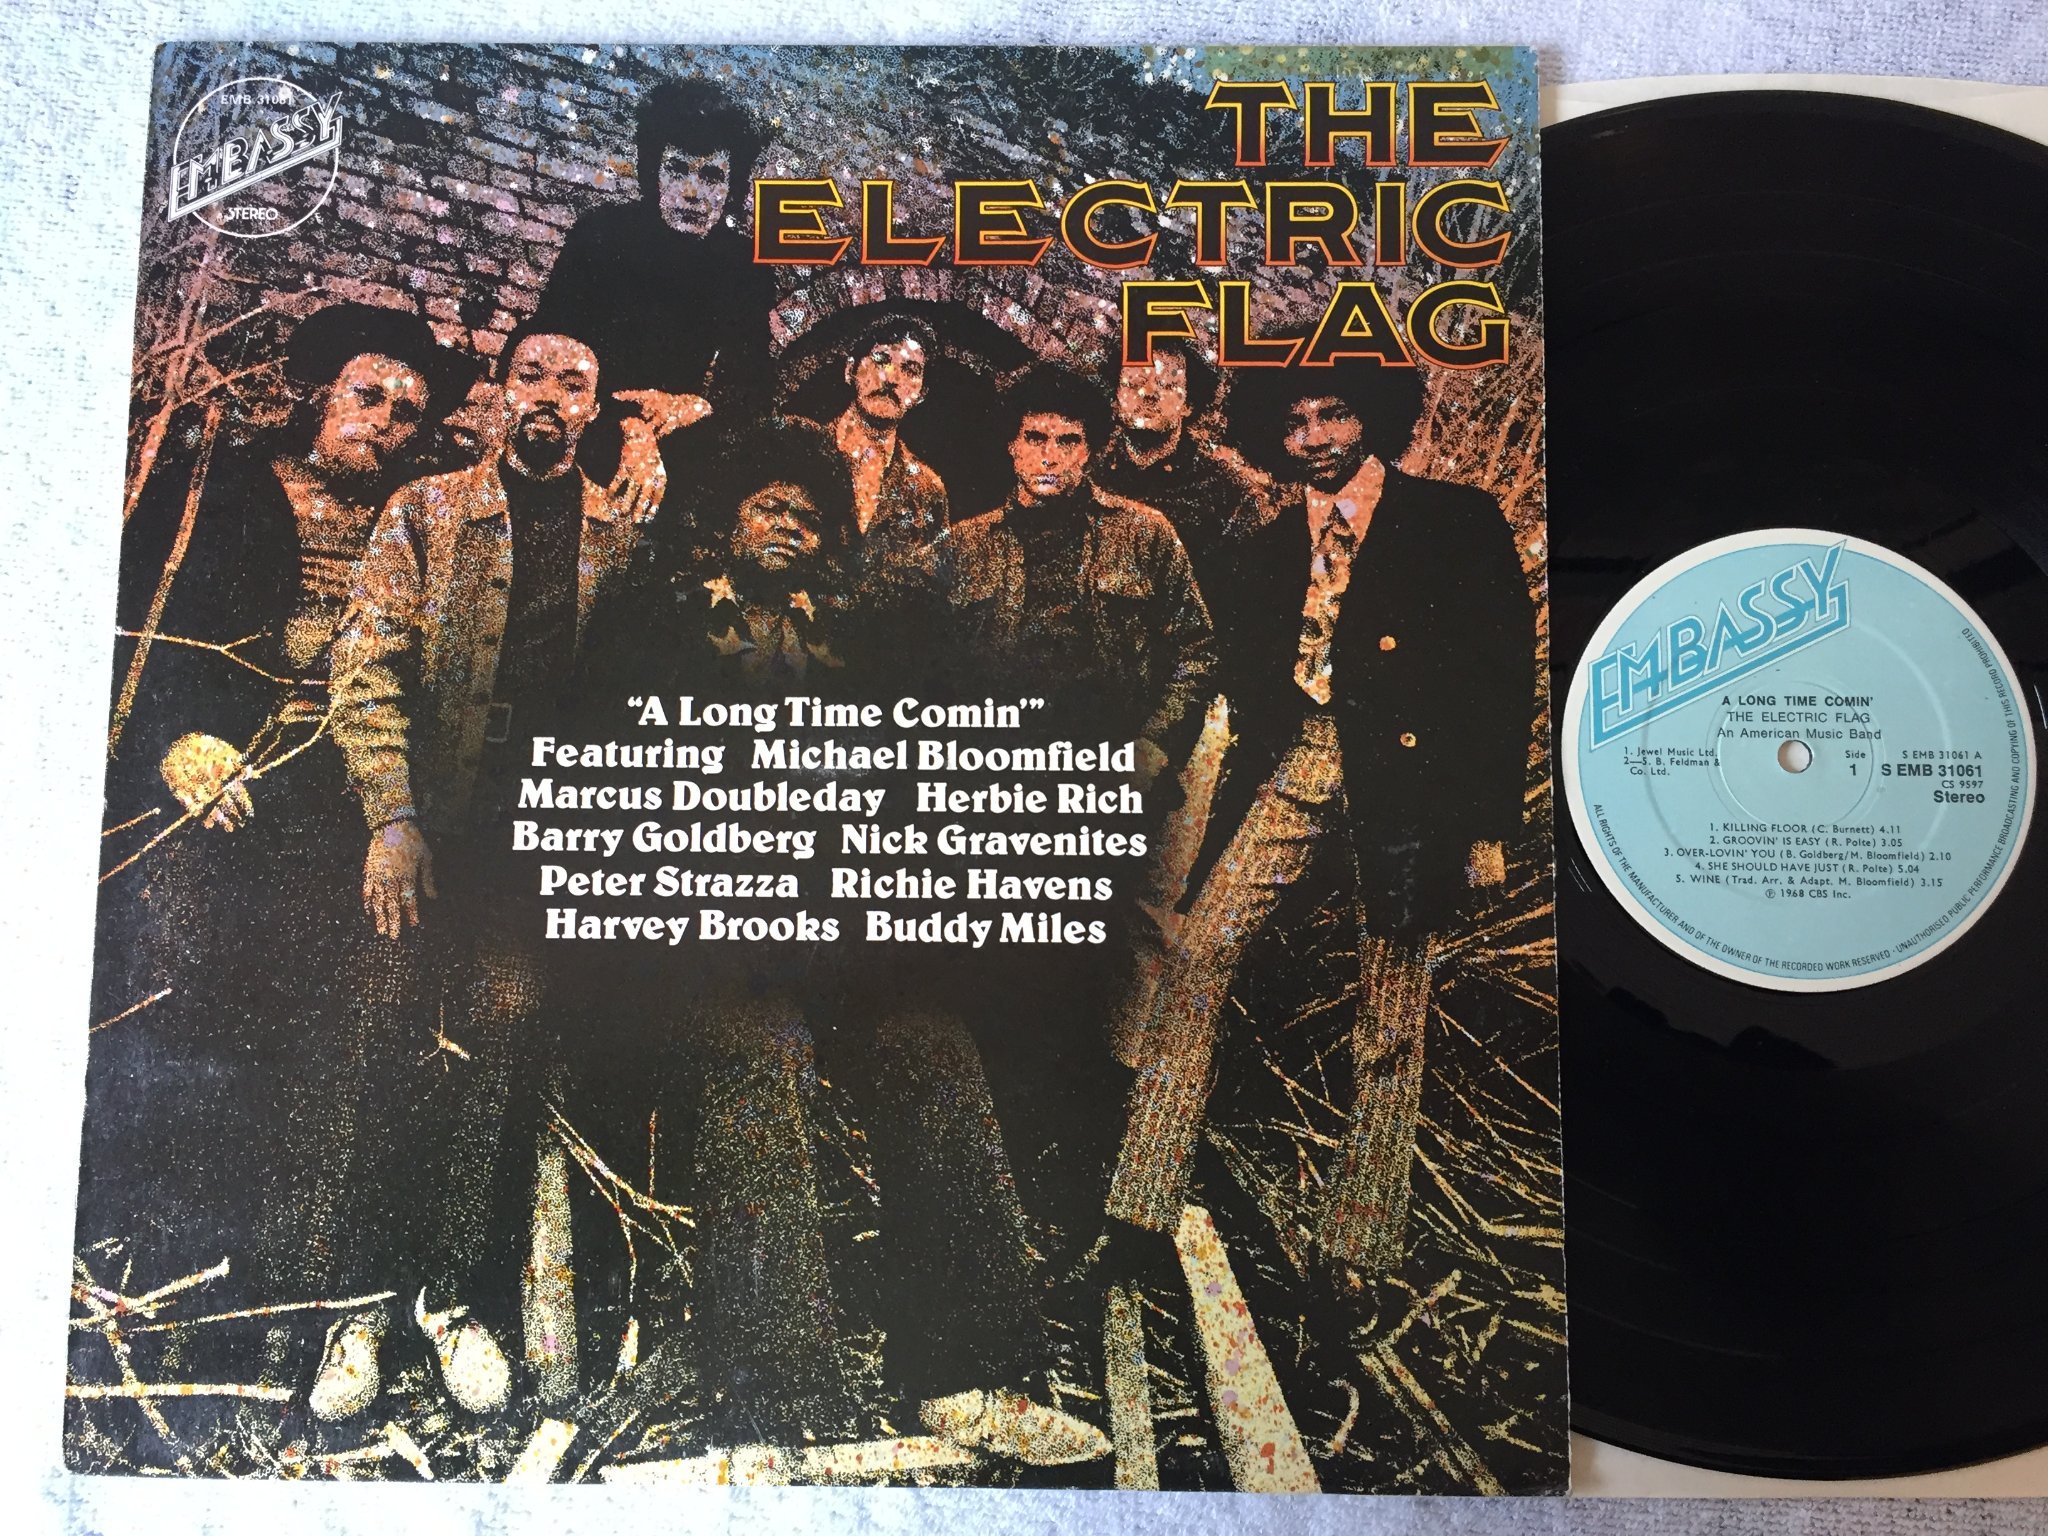 EMB 31061
EMBASSY
STEREO
THE
ELECTRIC
FLAG
“A Long Time Comin’”
Featuring Michael Bloomfield
Marcus Doubleday Herbie Rich
Barry Goldberg Nick Gravenites
Peter Strazza Richie Havens
Harvey Brooks Buddy Miles
EMBASSY
A LONG TIME COMIN'
THE ELECTRIC FLAG
An American Music Band
1. Jewel Music Ltd.
2—S. B. Feldman &
Co. Ltd.
Side
1
S EMB 31061 A
S EMB 31061
CS 9597
Stereo
1. KILLING FLOOR (C. Burnett) 4.11
2. GROOVIN' IS EASY (R. Polte) 3.05
3. OVER-LOVIN' YOU (B. Goldberg/M. Bloomfield) 2.10
4. SHE SHOULD HAVE JUST (R. Polte) 5.04
5. WINE (Trad. Arr. & Adapt. M. Bloomfield) 3.15
℗ 1968 CBS Inc.
ALL RIGHTS OF THE MANUFACTURER AND OF THE OWNER OF THE RECORDED WORK RESERVED · UNAUTHORISED PUBLIC PERFORMANCE BROADCASTING AND COPYING OF THIS RECORD PROHIBITED